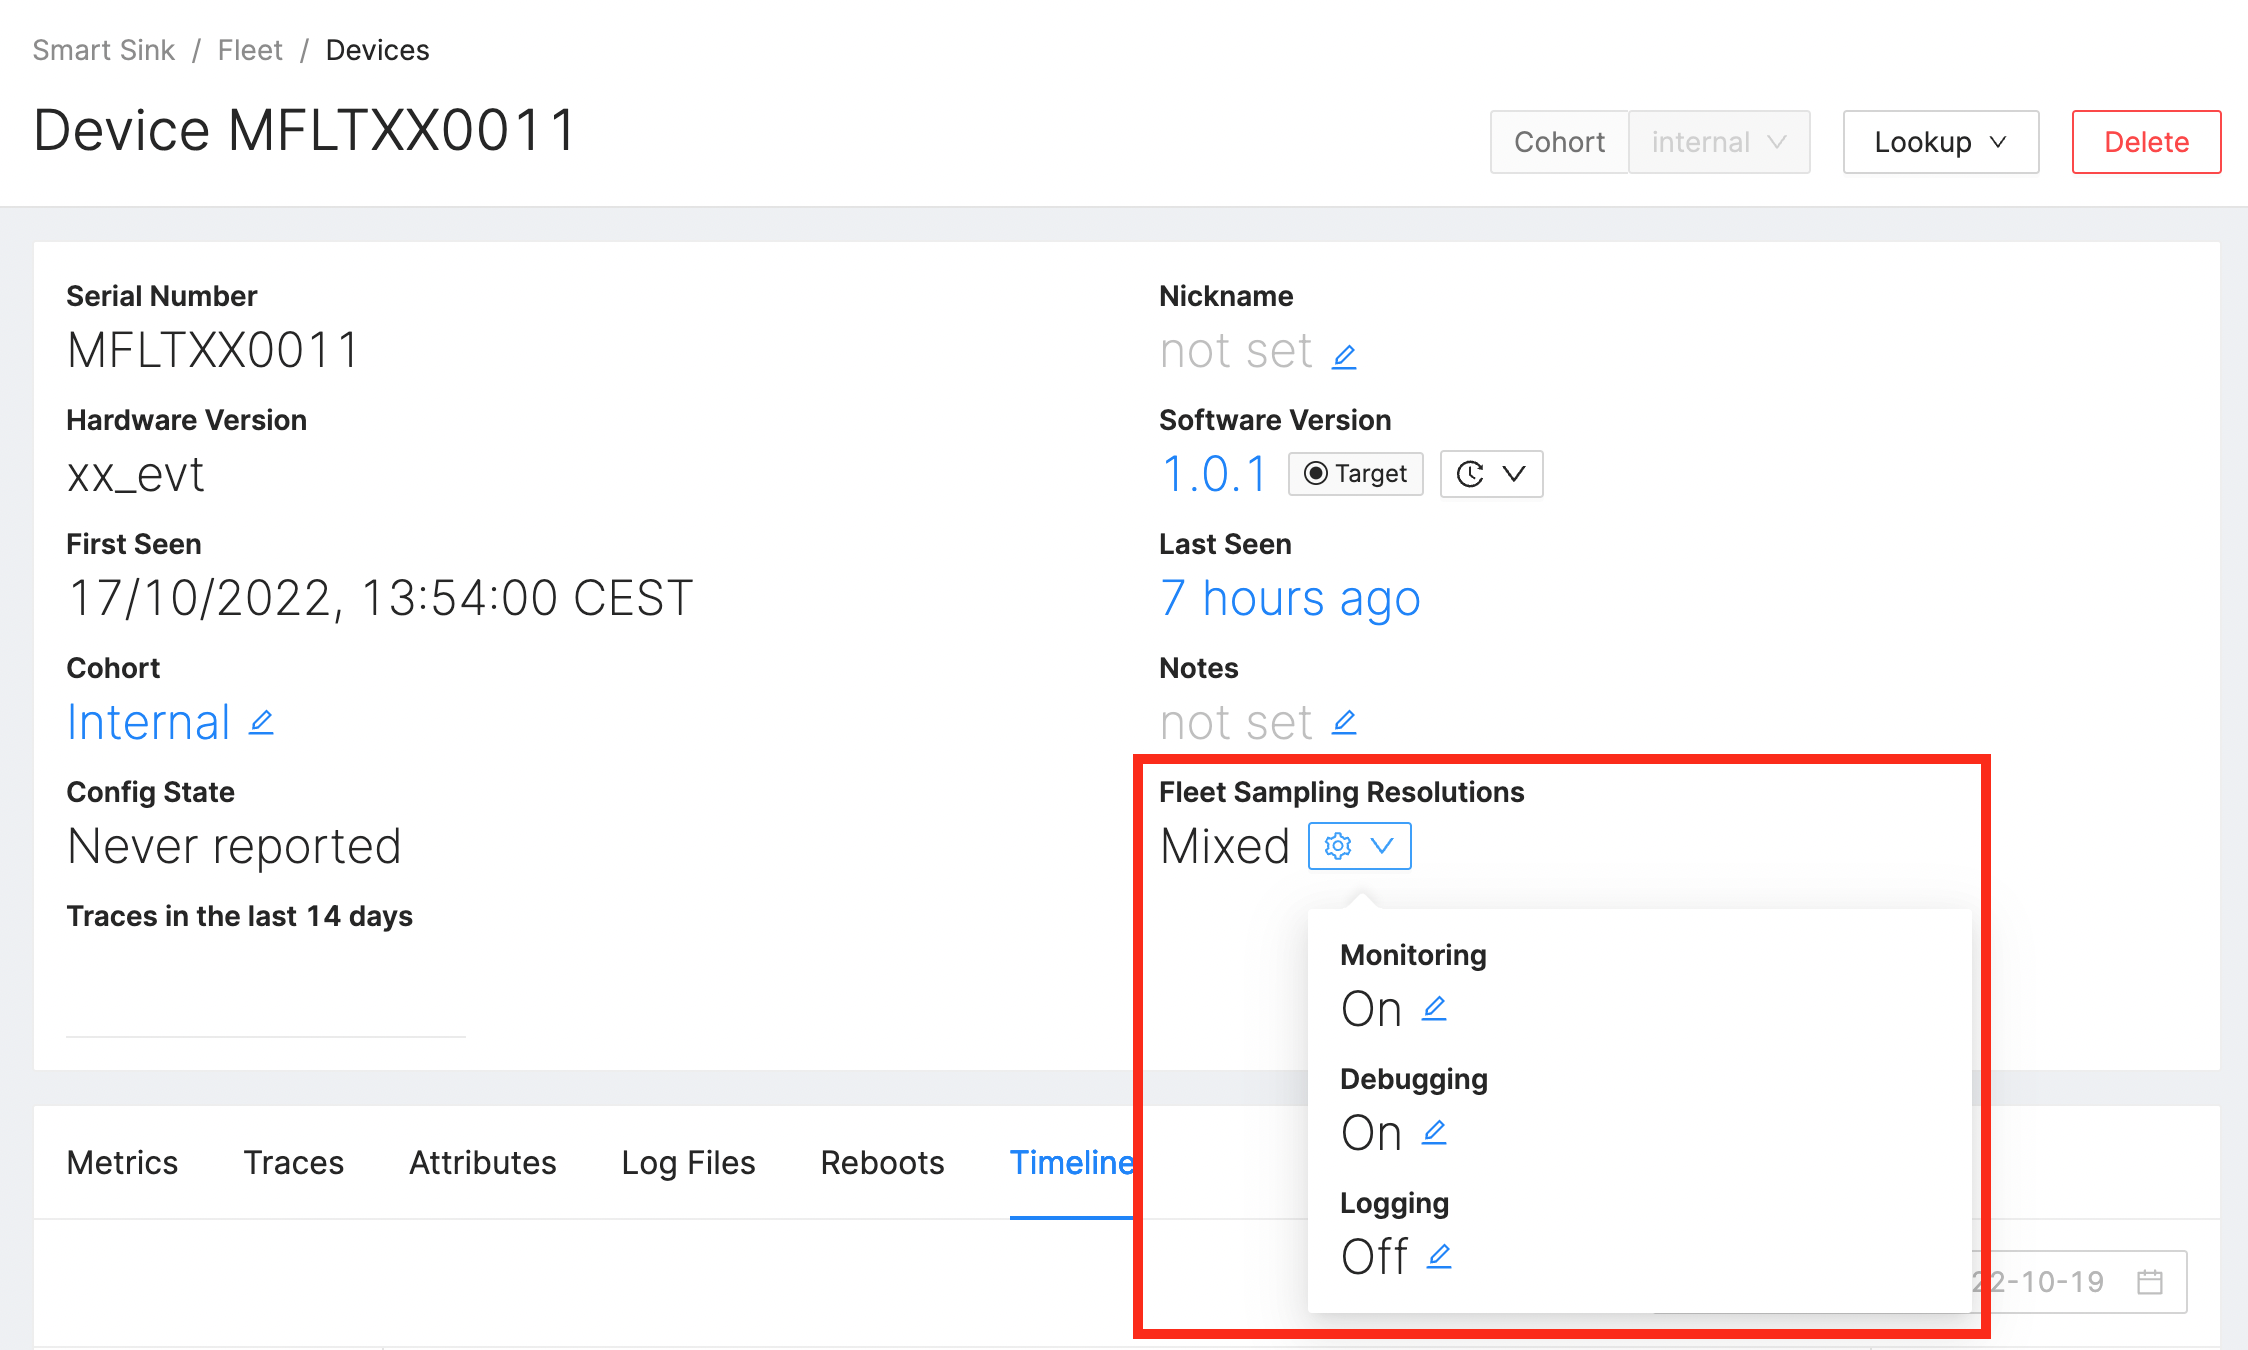 Smart Sink / Fleet / Devices
Device MFLTXX0011
Cohort internal Lookup Delete
Serial Number
MFLTXX0011
Nickname
not set
Hardware Version
xx_evt
Software Version
1.0.1 Target
First Seen
17/10/2022, 13:54:00 CEST
Last Seen
7 hours ago
Cohort
Internal
Notes
not set
Config State
Never reported
Fleet Sampling Resolutions
Mixed
Traces in the last 14 days
Monitoring
On
Debugging
On
Logging
Off
Metrics Traces Attributes Log Files Reboots Timeline
22-10-19